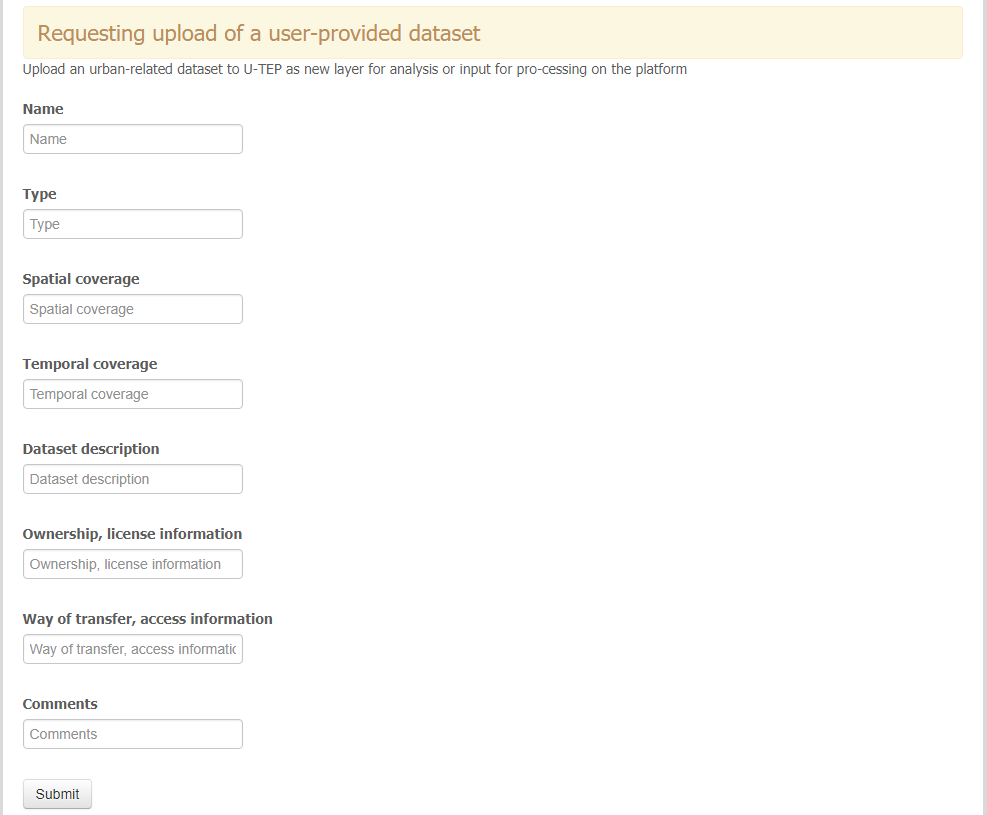 Requesting upload of a user-provided dataset
Upload an urban-related dataset to U-TEP as new layer for analysis or input for pro-cessing on the platform
Name
Name
Type
Type
Spatial coverage
Spatial coverage
Temporal coverage
Temporal coverage
Dataset description
Dataset description
Ownership, license information
Ownership, license information
Way of transfer, access information
Way of transfer, access informatic
Comments
Comments
Submit